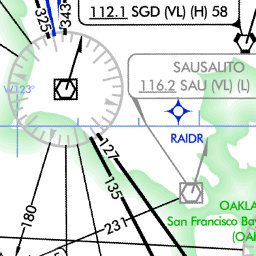 325
343
112.1 SGD (VL) (H) 58
SAUSALITO
116.2 SAU (VL) (L)
W123°
RAIDR
127
135
180
231
OAKLA
San Francisco Bay
(OA